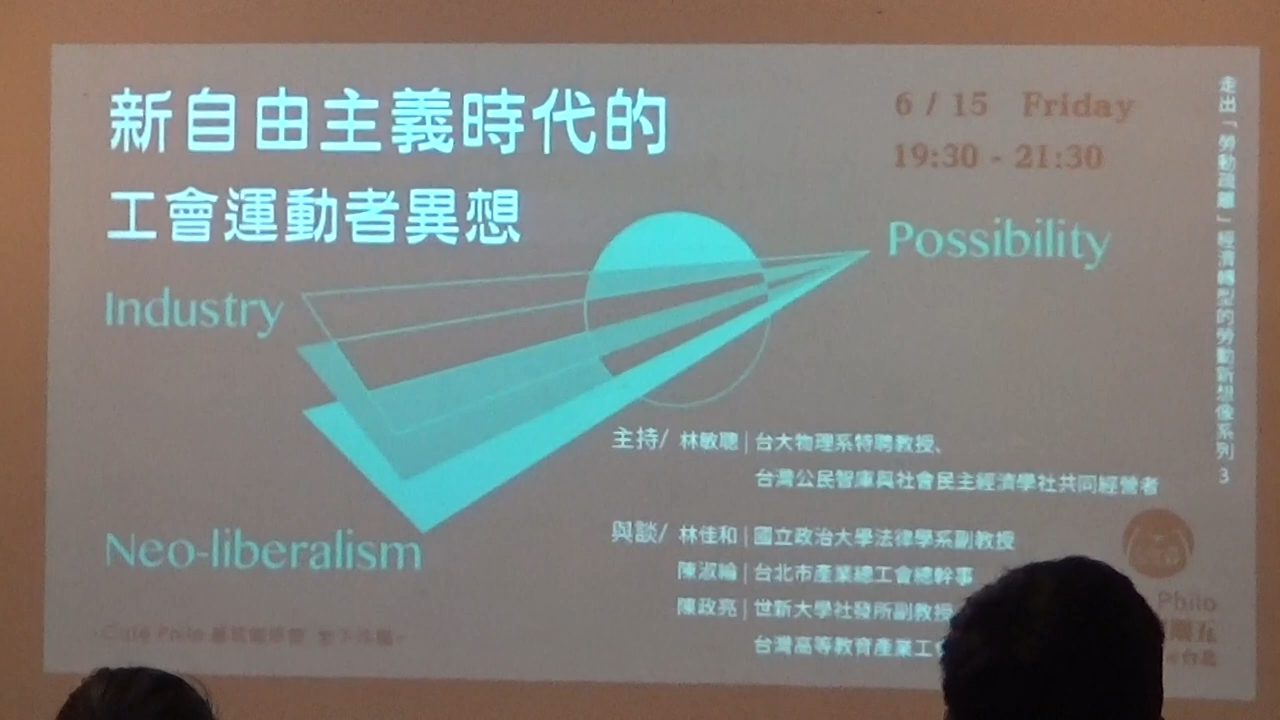 新自由主義時代的
工會運動者異想
6 / 15 Friday
19:30 - 21:30
走出「勞動疏離」經濟轉型的勞動新想像系列 3
Possibility
Industry
Neo-liberalism
主持/ 林敏聰 | 台大物理系特聘教授、
台灣公民智庫與社會民主經濟學社共同經營者
與談/ 林佳和 | 國立政治大學法律學系副教授
陳淑綸 | 台北市產業總工會總幹事
陳政亮 | 世新大學社發所副教授
台灣高等教育產業工
Philo
台北